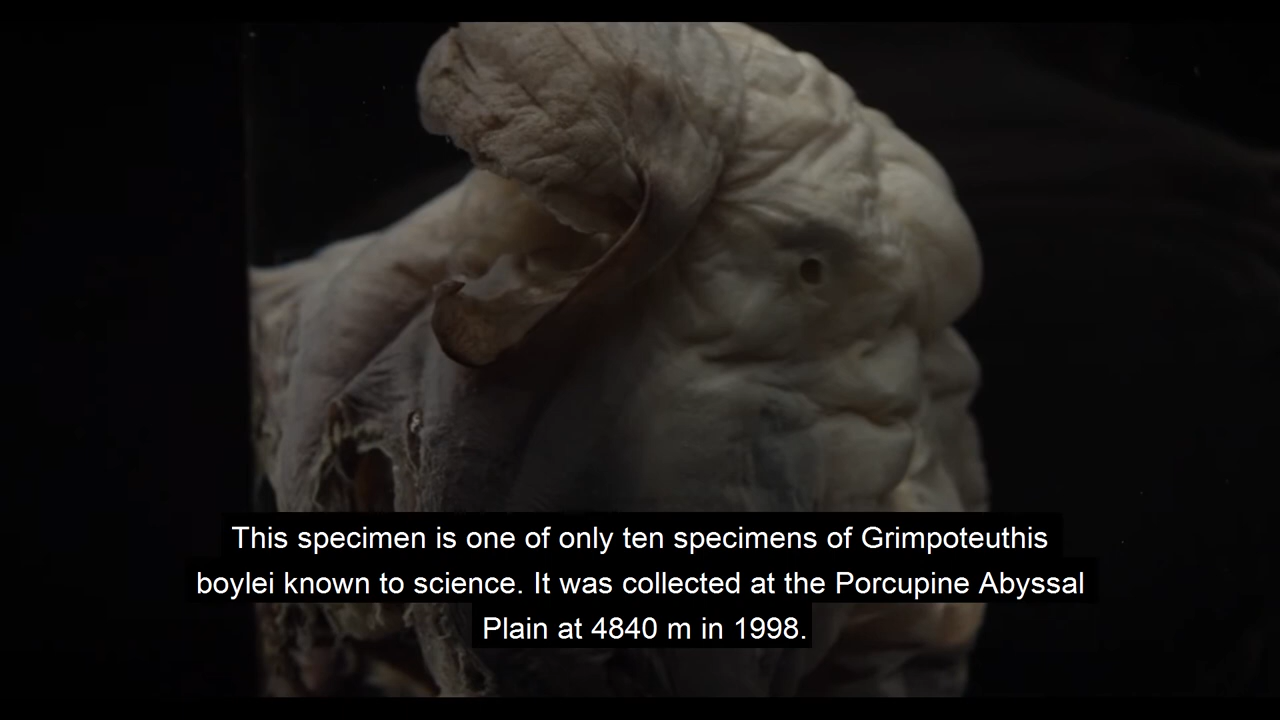 This specimen is one of only ten specimens of Grimpoteuthis
boylei known to science. It was collected at the Porcupine Abyssal
Plain at 4840 m in 1998.